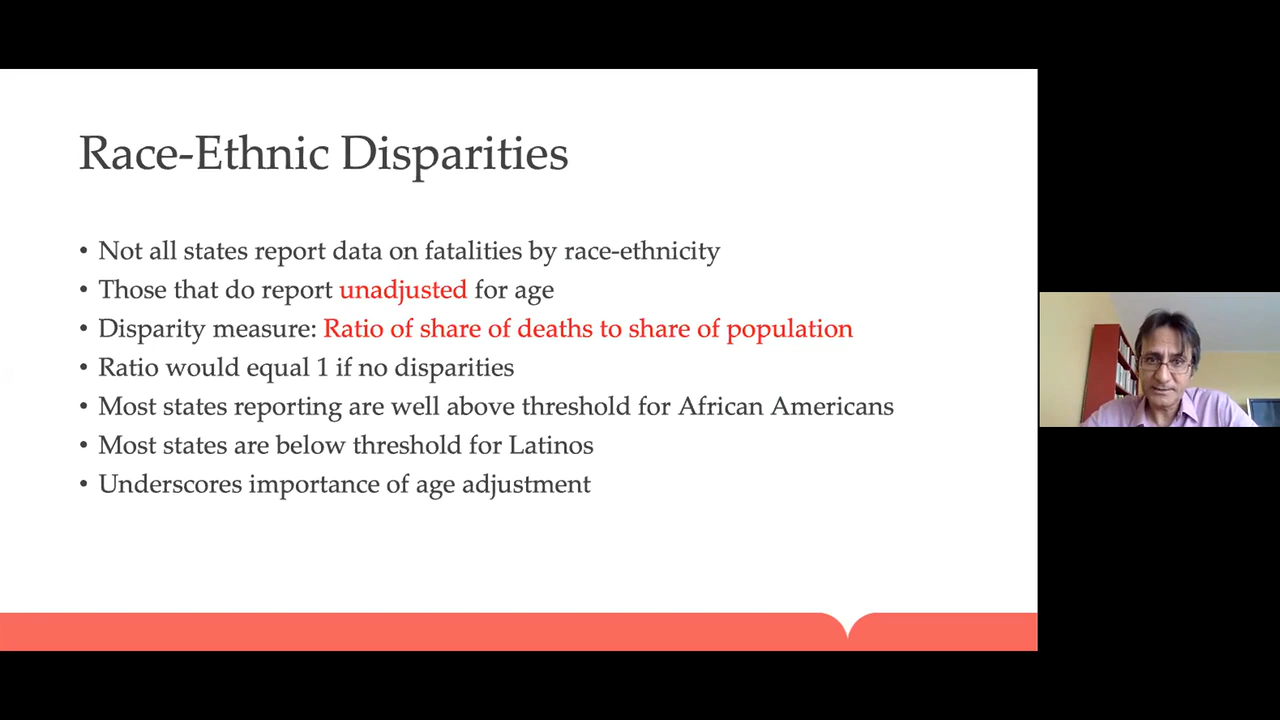 Race-Ethnic Disparities
• Not all states report data on fatalities by race-ethnicity
• Those that do report unadjusted for age
• Disparity measure: Ratio of share of deaths to share of population
• Ratio would equal 1 if no disparities
• Most states reporting are well above threshold for African Americans
• Most states are below threshold for Latinos
• Underscores importance of age adjustment